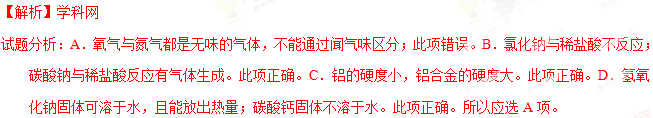 【解析】学科网
试题分析：A．氧气与氮气都是无味的气体，不能通过闻气味区分；此项错误。B．氯化钠与稀盐酸不反应；
碳酸钠与稀盐酸反应有气体生成。此项正确。C．铝的硬度小，铝合金的硬度大。此项正确。D．氢氧
化钠固体可溶于水，且能放出热量；碳酸钙固体不溶于水。此项正确。所以应选 A 项。